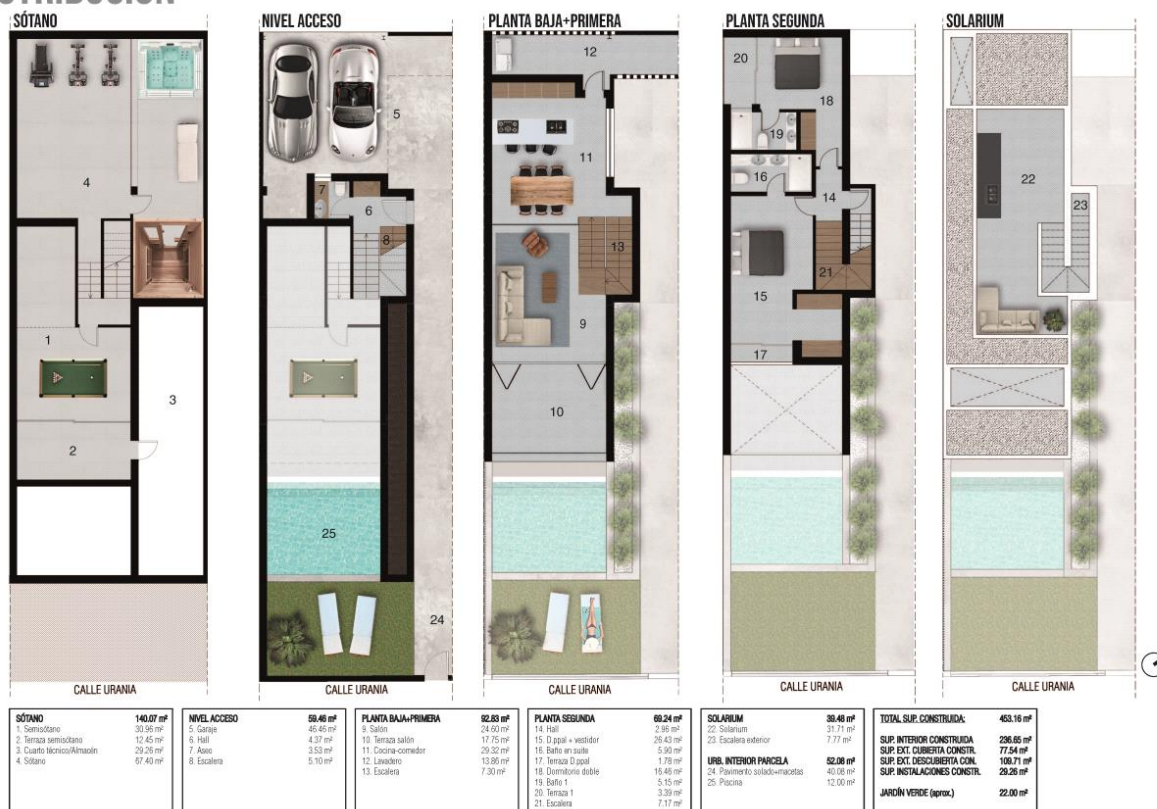 SÓTANO
NIVEL ACCESO
PLANTA BAJA+PRIMERA
PLANTA SEGUNDA
SOLARIUM
4
1
3
2
5
7
6
8
25
24
12
11
13
9
10
20
18
19
16
14
21
15
17
22
23
CALLE URANIA
CALLE URANIA
CALLE URANIA
CALLE URANIA
CALLE URANIA
SÓTANO 140.07 m²
1. Semisótano 30.96 m²
2. Terraza semisótano 12.45 m²
3. Cuarto técnico/Almacén 29.26 m²
4. Sótano 67.40 m²
NIVEL ACCESO 59.46 m²
5. Garaje 46.46 m²
6. Hall 4.37 m²
7. Aseo 3.53 m²
8. Escalera 5.10 m²
PLANTA BAJA+PRIMERA 92.83 m²
9. Salón 24.60 m²
10. Terraza salón 17.75 m²
11. Cocina-comedor 29.32 m²
12. Lavadero 13.86 m²
13. Escalera 7.30 m²
PLANTA SEGUNDA 69.24 m²
14. Hall 2.96 m²
15. D.ppal + vestidor 26.43 m²
16. Baño en suite 5.90 m²
17. Terraza D.ppal 1.78 m²
18. Dormitorio doble 16.46 m²
19. Baño 1 5.15 m²
20. Terraza 1 3.39 m²
21. Escalera 7.17 m²
SOLARIUM 39.48 m²
22. Solarium 31.71 m²
23. Escalera exterior 7.77 m²
URB. INTERIOR PARCELA 52.08 m²
24. Pavimento solado+macetas 40.08 m²
25. Piscina 12.00 m²
TOTAL SUP. CONSTRUIDA: 453.16 m²
SUP. INTERIOR CONSTRUIDA 236.65 m²
SUP. EXT. CUBIERTA CONSTR. 77.54 m²
SUP. EXT. DESCUBIERTA CON. 109.71 m²
SUP. INSTALACIONES CONSTR. 29.26 m²
JARDÍN VERDE (aprox.) 22.00 m²